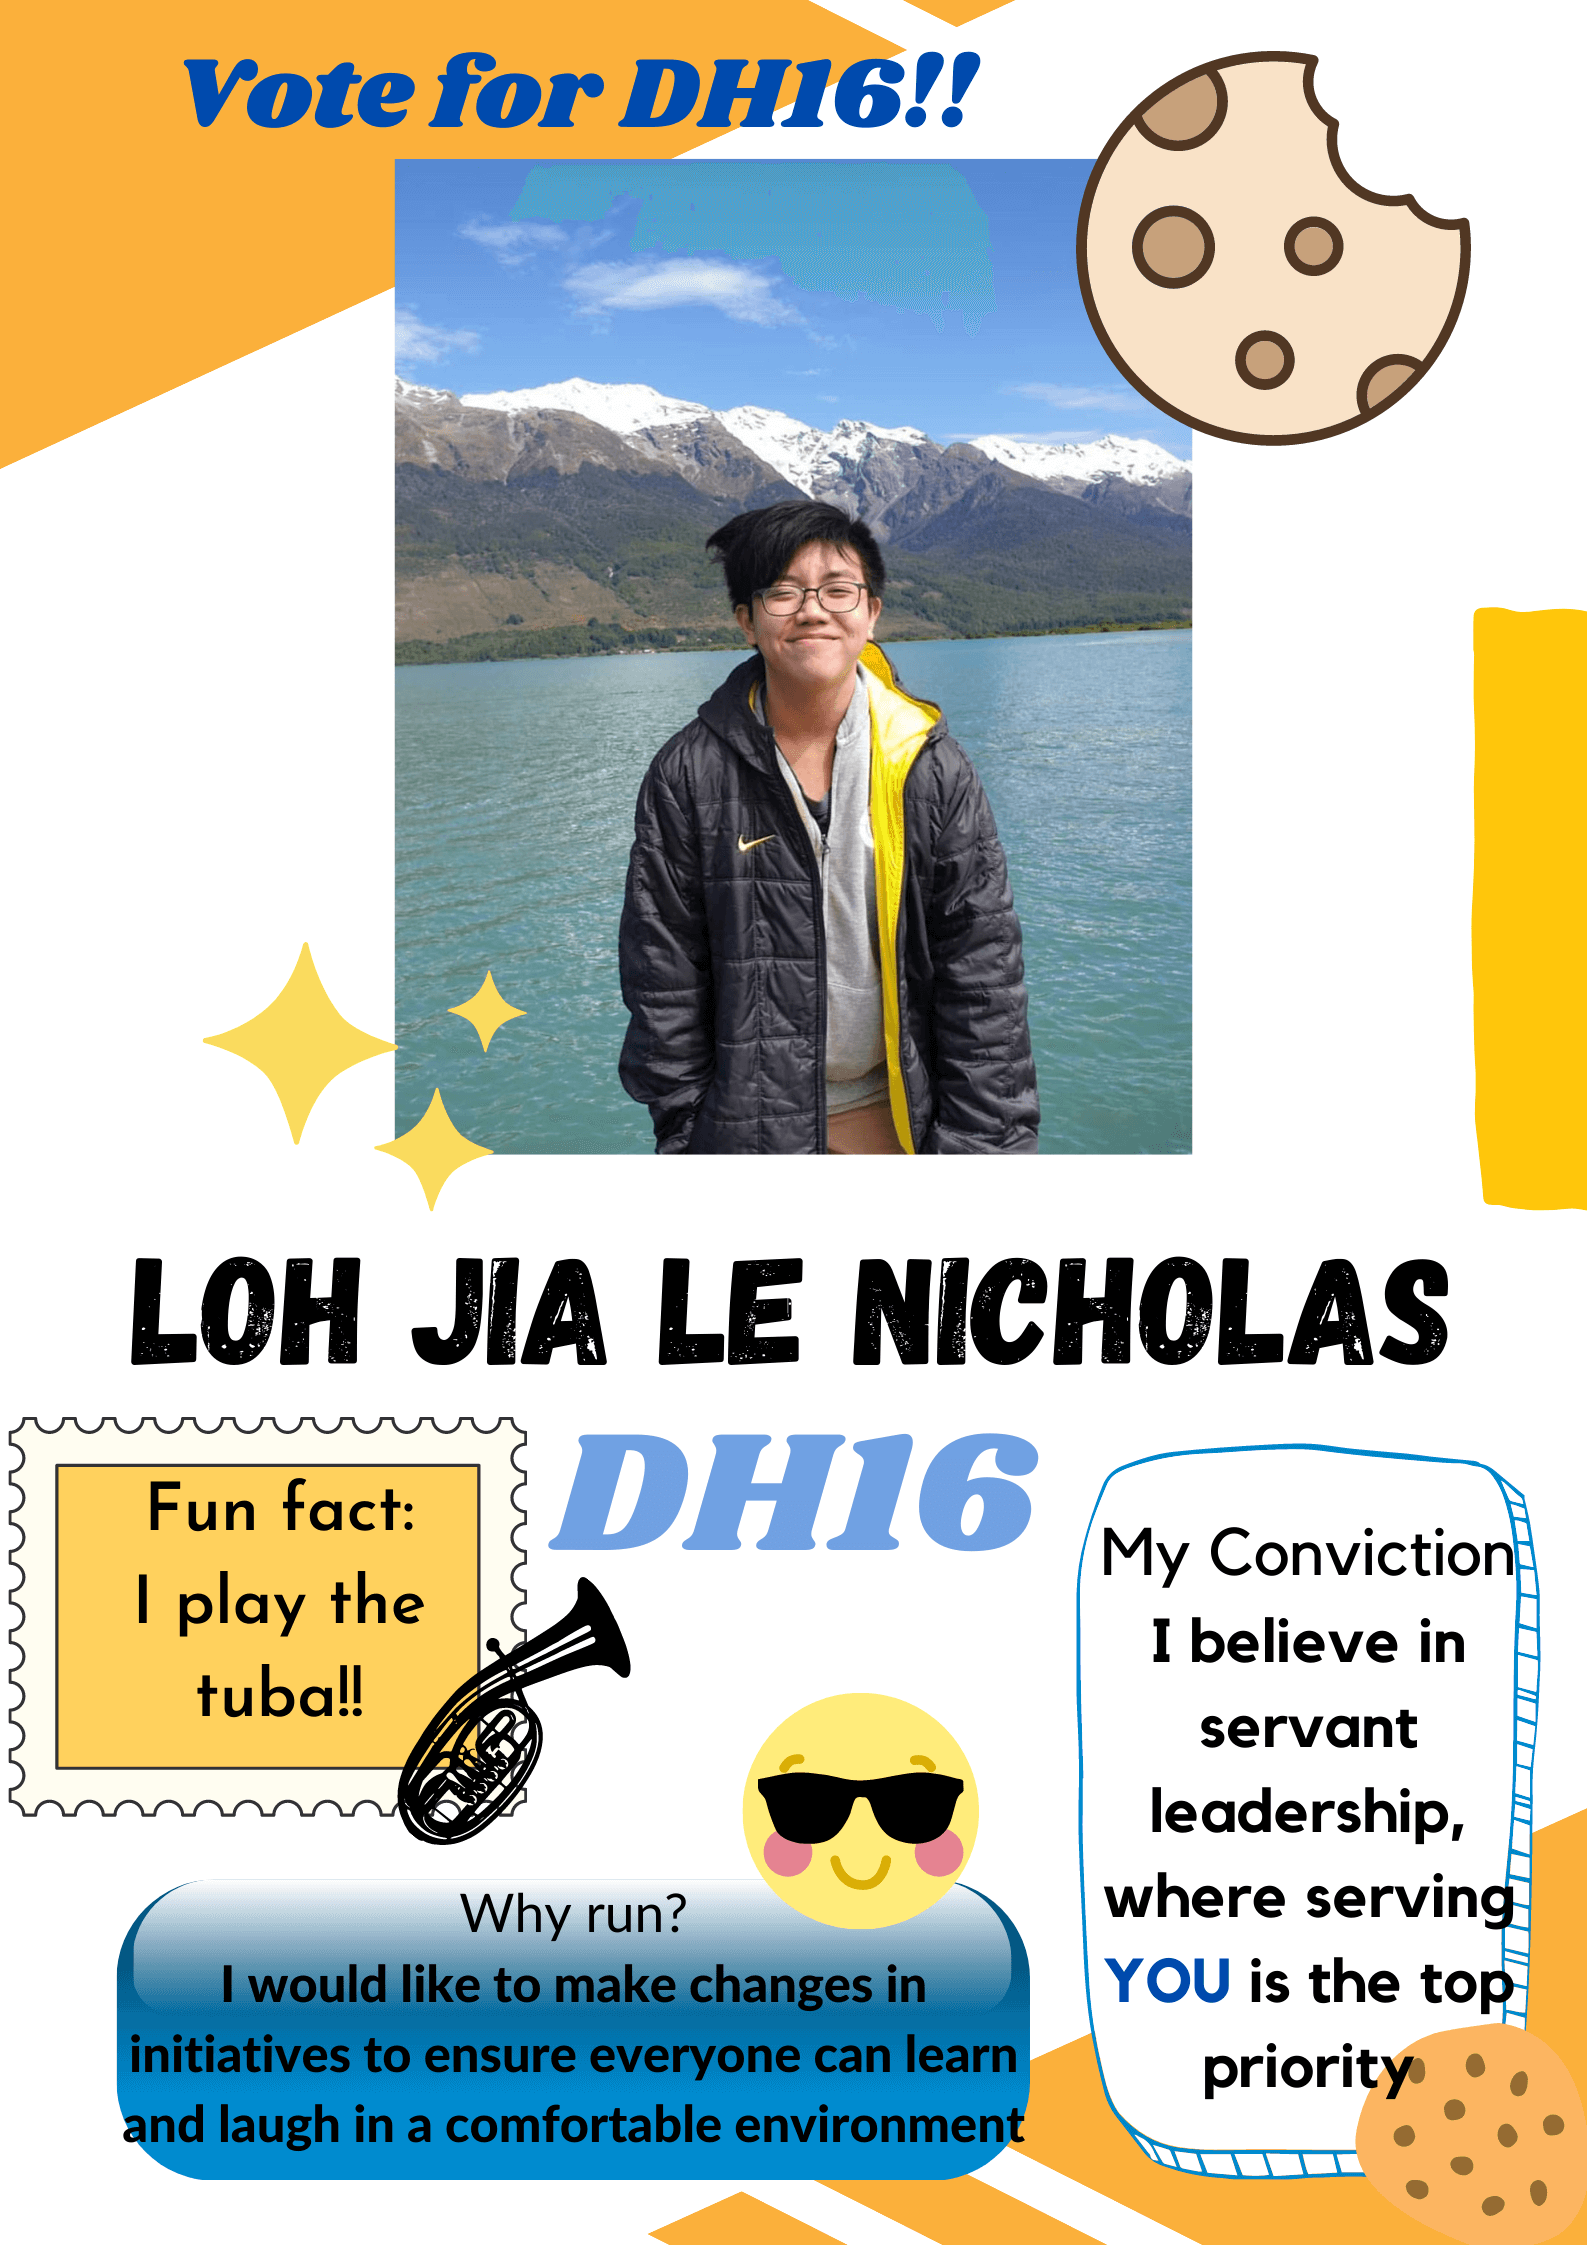 Vote for DH16!!
LOH JIA LE NICHOLAS
DH16
Fun fact:
I play the
tuba!!
My Conviction
I believe in
servant
leadership,
where serving
YOU is the top
priority
Why run?
I would like to make changes in
initiatives to ensure everyone can learn
and laugh in a comfortable environment